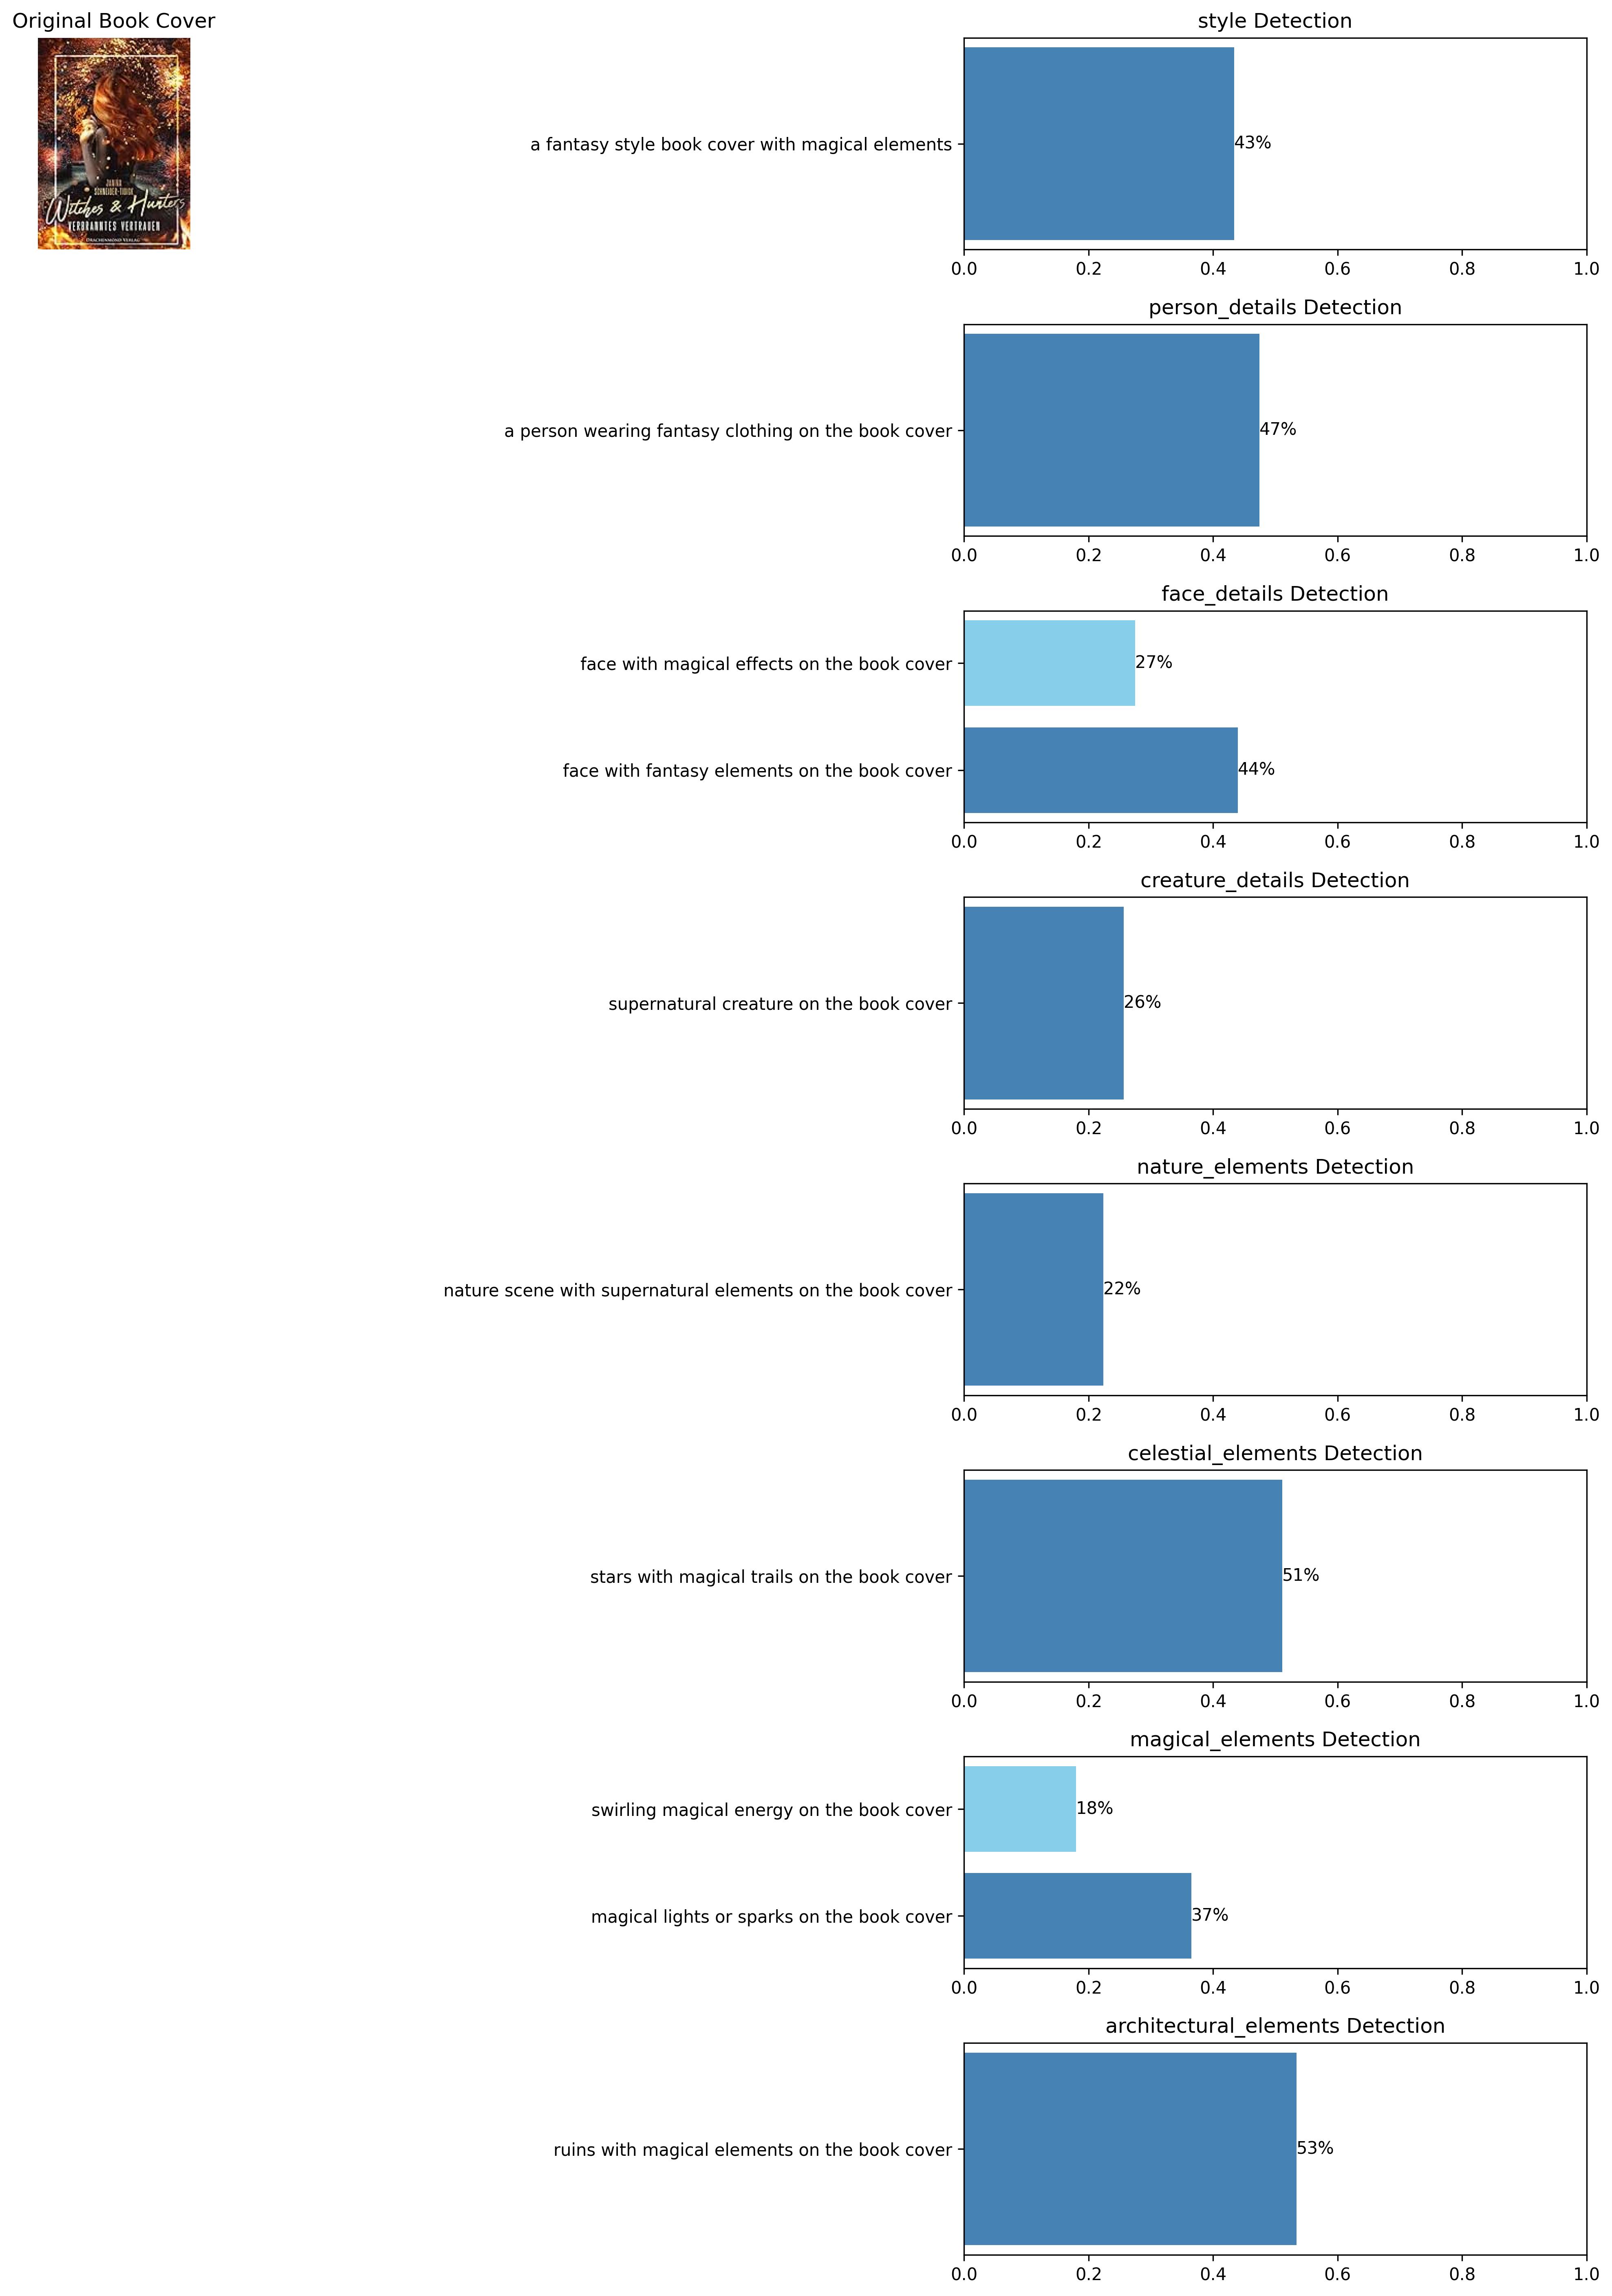 Original Book Cover
JANINA
SCHNEIDER-TIDIGK
Witches & Hunters
VERBRANNTES VERTRAUEN
DRACHENMOND VERLAG
style Detection
a fantasy style book cover with magical elements
43%
0.0 0.2 0.4 0.6 0.8 1.0
person_details Detection
a person wearing fantasy clothing on the book cover
47%
0.0 0.2 0.4 0.6 0.8 1.0
face_details Detection
face with magical effects on the book cover
27%
face with fantasy elements on the book cover
44%
0.0 0.2 0.4 0.6 0.8 1.0
creature_details Detection
supernatural creature on the book cover
26%
0.0 0.2 0.4 0.6 0.8 1.0
nature_elements Detection
nature scene with supernatural elements on the book cover
22%
0.0 0.2 0.4 0.6 0.8 1.0
celestial_elements Detection
stars with magical trails on the book cover
51%
0.0 0.2 0.4 0.6 0.8 1.0
magical_elements Detection
swirling magical energy on the book cover
18%
magical lights or sparks on the book cover
37%
0.0 0.2 0.4 0.6 0.8 1.0
architectural_elements Detection
ruins with magical elements on the book cover
53%
0.0 0.2 0.4 0.6 0.8 1.0